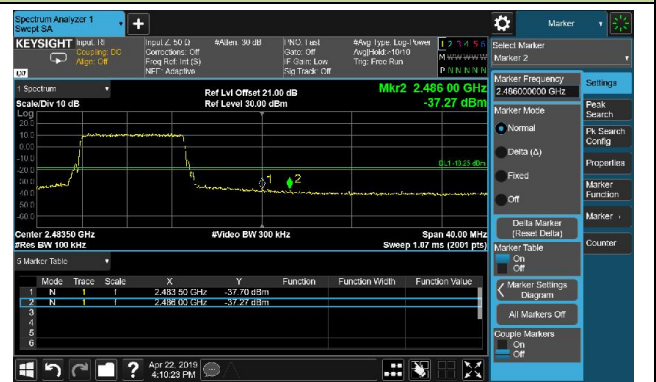 Spectrum Analyzer 1
Swept SA
Marker
KEYSIGHT Input: RF
Coupling: DC
Align: Off
Input Z: 50 Ω
Corrections: Off
Freq Ref: Int (S)
NFE: Adaptive
#Atten: 30 dB
PNO: Fast
Gate: Off
IF Gain: Low
Sig Track: Off
#Avg Type: Log-Power
Avg|Hold:>10/10
Trig: Free Run
1 2 3 4 5 6
M W W W W W
P N N N N N
LXI
Select Marker
Marker 2
1 Spectrum
Scale/Div 10 dB
Log
Ref Lvl Offset 21.00 dB
Ref Level 30.00 dBm
Mkr2 2.486 00 GHz
-37.27 dBm
20.0
10.0
0.00
-10.0
-20.0
-30.0
-40.0
-50.0
-60.0
1
2
Center 2.48350 GHz
#Res BW 100 kHz
#Video BW 300 kHz
Span 40.00 MHz
Sweep 1.87 ms (2001 pts)
5 Marker Table
Mode Trace Scale X Y Function Function Width Function Value
1 N 1 f 2.483 50 GHz -37.70 dBm
2 N 1 f 2.486 00 GHz -37.27 dBm
3
4
5
6
Marker Frequency
2.486000000 GHz
Marker Mode
Normal
Delta (Δ)
Fixed
Off
Delta Marker
(Reset Delta)
Marker Table
On
Off
Marker Settings
Diagram
All Markers Off
Couple Markers
On
Off
Settings
Peak
Search
Pk Search
Config
Properties
Marker
Function
Marker→
Counter
?
Apr 22, 2019
4:10:23 PM